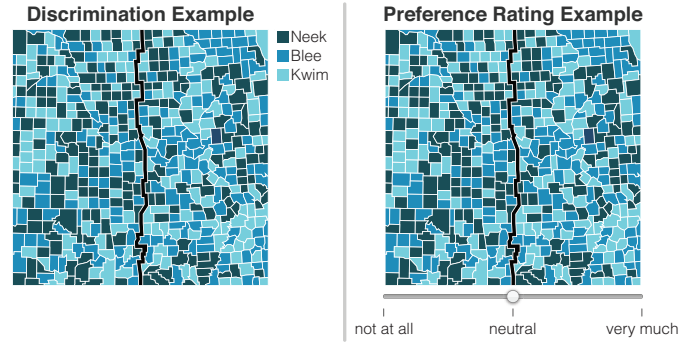 Discrimination Example
Neek
Blee
Kwim
Preference Rating Example
not at all
neutral
very much